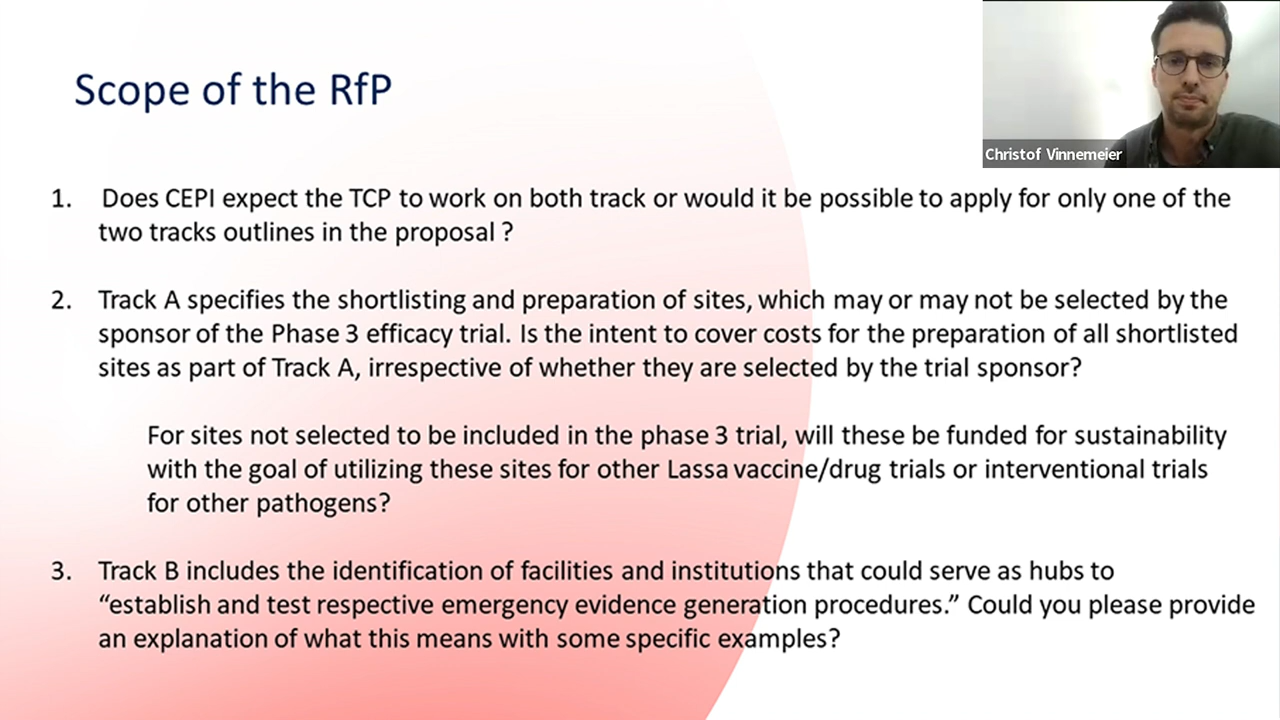 Scope of the RfP
Christof Vinnemeier
1. Does CEPI expect the TCP to work on both track or would it be possible to apply for only one of the
two tracks outlines in the proposal ?
2. Track A specifies the shortlisting and preparation of sites, which may or may not be selected by the
sponsor of the Phase 3 efficacy trial. Is the intent to cover costs for the preparation of all shortlisted
sites as part of Track A, irrespective of whether they are selected by the trial sponsor?
For sites not selected to be included in the phase 3 trial, will these be funded for sustainability
with the goal of utilizing these sites for other Lassa vaccine/drug trials or interventional trials
for other pathogens?
3. Track B includes the identification of facilities and institutions that could serve as hubs to
“establish and test respective emergency evidence generation procedures.” Could you please provide
an explanation of what this means with some specific examples?